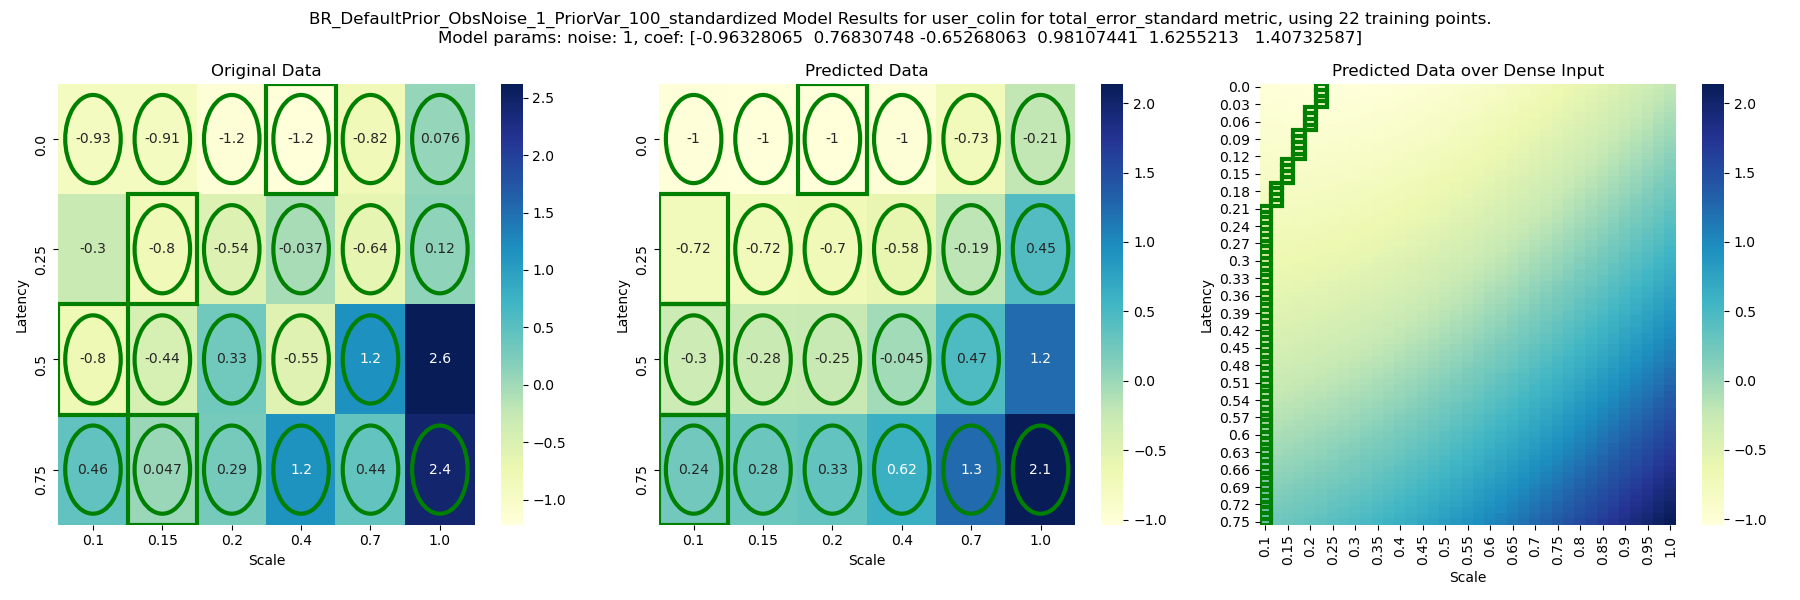 BR_DefaultPrior_ObsNoise_1_PriorVar_100_standardized Model Results for user_colin for total_error_standard metric, using 22 training points.
Model params: noise: 1, coef: [-0.96328065  0.76830748 -0.65268063  0.98107441  1.6255213   1.40732587]
Original Data
Latency
0.0
-0.93 -0.91 -1.2 -1.2 -0.82 0.076
0.25
-0.3 -0.8 -0.54 -0.037 -0.64 0.12
0.5
-0.8 -0.44 0.33 -0.55 1.2 2.6
0.75
0.46 0.047 0.29 1.2 0.44 2.4
0.1 0.15 0.2 0.4 0.7 1.0
Scale
2.5
2.0
1.5
1.0
0.5
0.0
−0.5
−1.0
Predicted Data
Latency
0.0
-1 -1 -1 -1 -0.73 -0.21
0.25
-0.72 -0.72 -0.7 -0.58 -0.19 0.45
0.5
-0.3 -0.28 -0.25 -0.045 0.47 1.2
0.75
0.24 0.28 0.33 0.62 1.3 2.1
0.1 0.15 0.2 0.4 0.7 1.0
Scale
2.0
1.5
1.0
0.5
0.0
−0.5
−1.0
Predicted Data over Dense Input
Latency
0.0
0.03
0.06
0.09
0.12
0.15
0.18
0.21
0.24
0.27
0.3
0.33
0.36
0.39
0.42
0.45
0.48
0.51
0.54
0.57
0.6
0.63
0.66
0.69
0.72
0.75
0.1 0.15 0.2 0.25 0.3 0.35 0.4 0.45 0.5 0.55 0.6 0.65 0.7 0.75 0.8 0.85 0.9 0.95 1.0
Scale
2.0
1.5
1.0
0.5
0.0
−0.5
−1.0